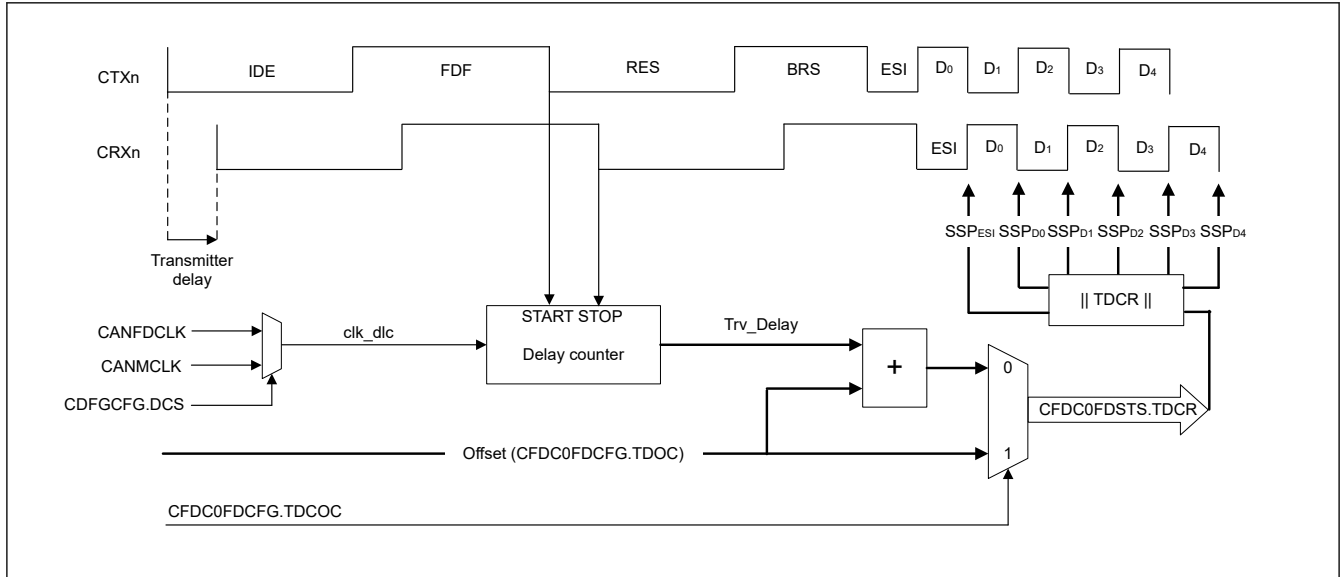 CTXn IDE FDF RES BRS ESI D0 D1 D2 D3 D4
CRXn ESI D0 D1 D2 D3 D4
SSPESI SSPD0 SSPD1 SSPD2 SSPD3 SSPD4
Transmitter
delay
|| TDCR ||
START STOP
Delay counter
CANFDCLK
clk_dlc
Trv_Delay
CANMCLK
+
0
CDFGCFG.DCS
CFDC0FDSTS.TDCR
Offset (CFDC0FDCFG.TDOC)
1
CFDC0FDCFG.TDCOC